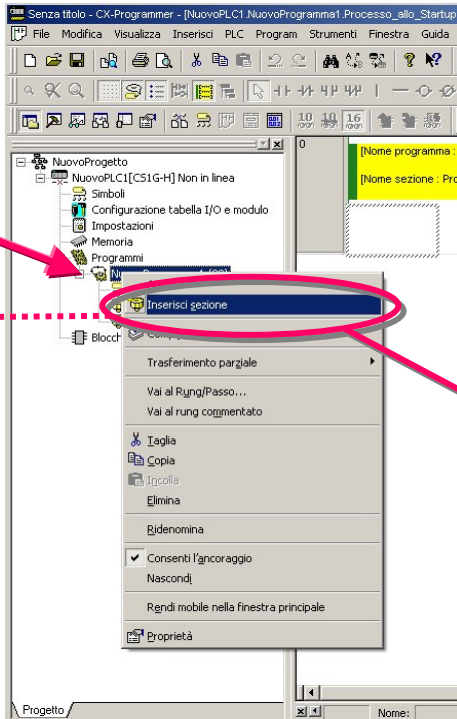 Senza titolo - CX-Programmer - [NuovoPLC1.NuovoProgramma1.Processo_allo_Startup
File Modifica Visualizza Inserisci PLC Program Strumenti Finestra Guida
10
16
0
[Nome programma :
[Nome sezione : Pro
NuovoProgetto
NuovoPLC1[CS1G-H] Non in linea
Simboli
Configurazione tabella I/O e modulo
Impostazioni
Memoria
Programmi
Blocch
Inserisci sezione
Trasferimento parziale
Vai al Rung/Passo...
Vai al rung commentato
Taglia
Copia
Incolla
Elimina
Ridenomina
Consenti l'ancoraggio
Nascondi
Rendi mobile nella finestra principale
Proprietà
Progetto
Nome: